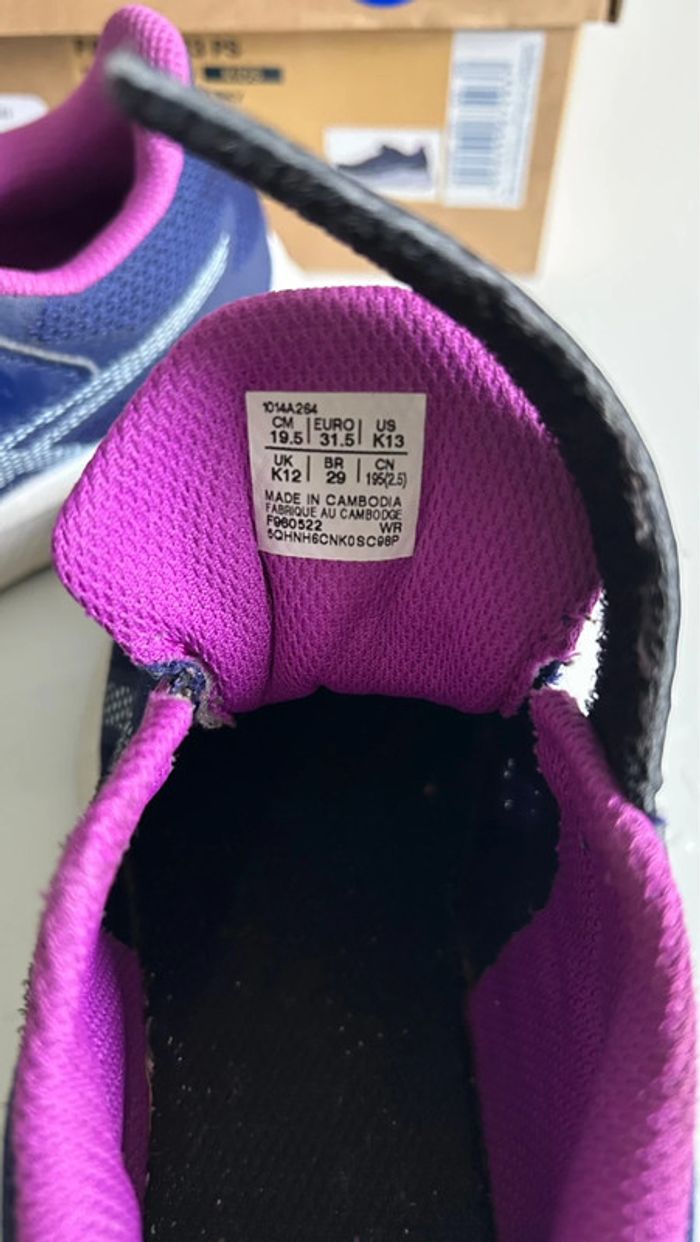 PS
1014A264
CM | EURO | US
19.5 | 31.5 | K13
UK | BR | CN
K12 | 29 | 195(2.5)
MADE IN CAMBODIA
FABRIQUE AU CAMBODGE
F960522 WR
5QHNH6CNK0SC98P